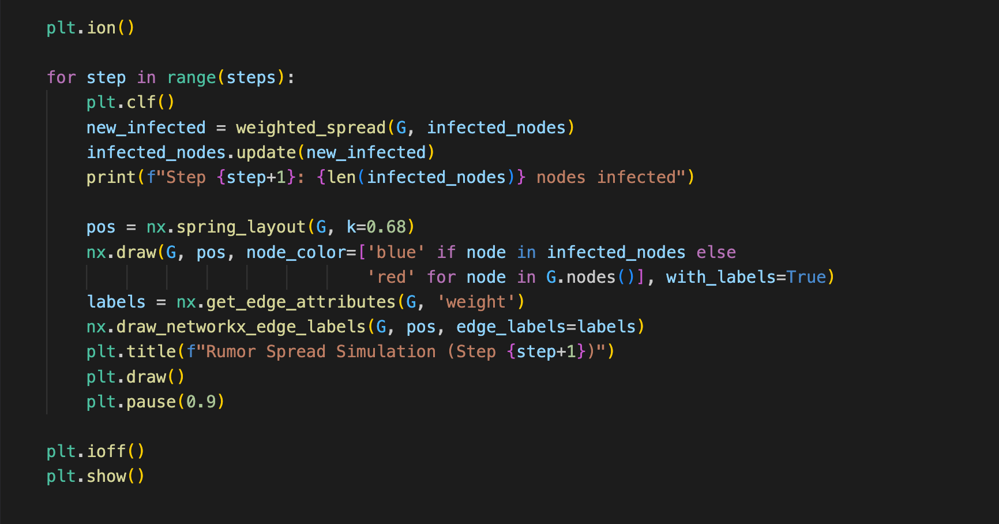 plt.ion()

for step in range(steps):
    plt.clf()
    new_infected = weighted_spread(G, infected_nodes)
    infected_nodes.update(new_infected)
    print(f"Step {step+1}: {len(infected_nodes)} nodes infected")

    pos = nx.spring_layout(G, k=0.68)
    nx.draw(G, pos, node_color=['blue' if node in infected_nodes else
                                'red' for node in G.nodes()], with_labels=True)
    labels = nx.get_edge_attributes(G, 'weight')
    nx.draw_networkx_edge_labels(G, pos, edge_labels=labels)
    plt.title(f"Rumor Spread Simulation (Step {step+1})")
    plt.draw()
    plt.pause(0.9)

plt.ioff()
plt.show()